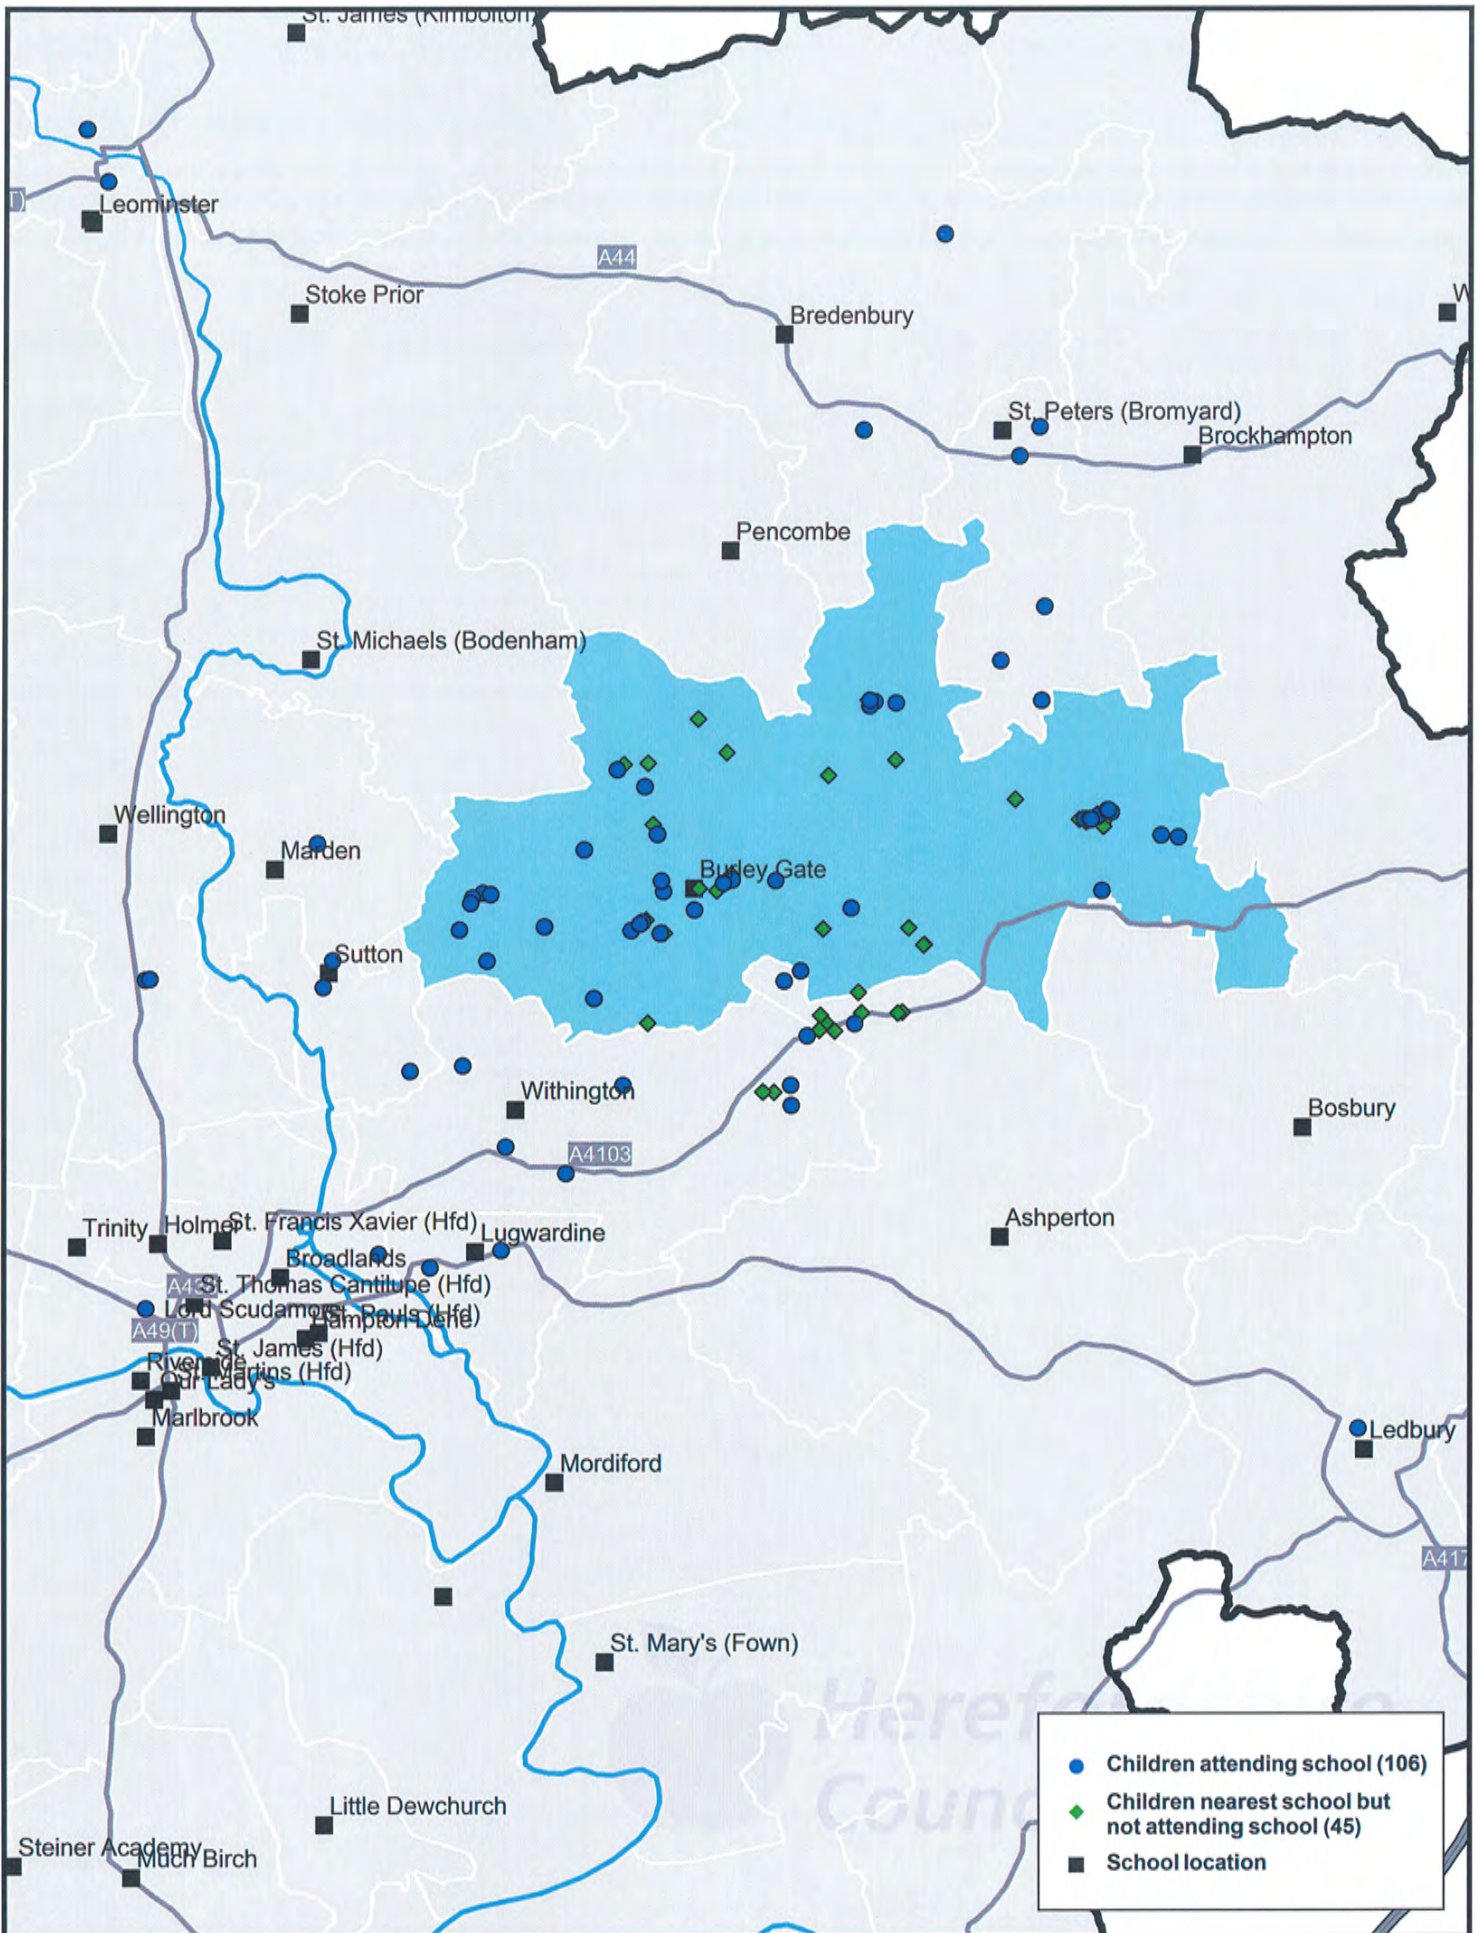 St. James (Kimbolton)
Leominster
T)
A44
Stoke Prior
Bredenbury
W
St. Peters (Bromyard)
Brockhampton
Pencombe
St. Michaels (Bodenham)
Wellington
Marden
Burley Gate
Sutton
Withington
Bosbury
A4103
Ashperton
Trinity
Holmer
St. Francis Xavier (Hfd)
Lugwardine
Broadlands
St. Thomas Cantilupe (Hfd)
Lord Scudamore
St. Pauls (Hfd)
Hampton Dene
A49(T)
St. James (Hfd)
Riverside
St. Martins (Hfd)
Our Lady's
Marlbrook
Ledbury
Mordiford
A417
St. Mary's (Fown)
Herefordshire
Counc
Children attending school (106)
Children nearest school but
not attending school (45)
School location
Little Dewchurch
Steiner Academy
Much Birch